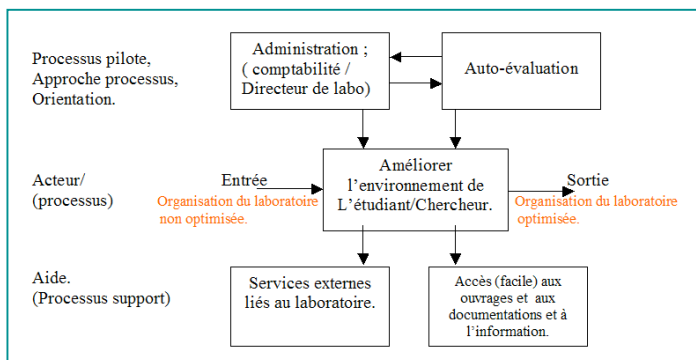 Processus pilote,
Approche processus,
Orientation.
Administration ;
( comptabilité /
Directeur de labo)
Auto-évaluation
Acteur/
(processus)
Entrée
Organisation du laboratoire
non optimisée.
Améliorer
l'environnement de
L'étudiant/Chercheur.
Sortie
Organisation du laboratoire
optimisée.
Aide.
(Processus support)
Services externes
liés au laboratoire.
Accès (facile) aux
ouvrages et aux
documentations et à
l'information.